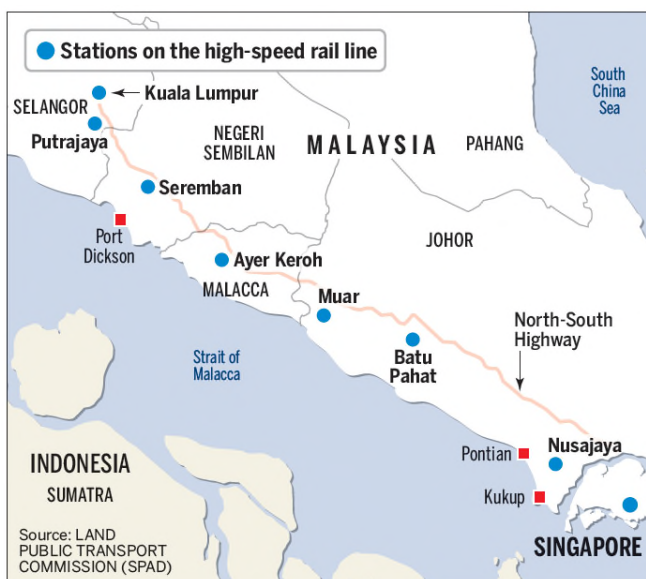 Stations on the high-speed rail line
South
China
Sea
Kuala Lumpur
SELANGOR
Putrajaya
NEGERI
SEMBILAN
MALAYSIA
PAHANG
Seremban
Port
Dickson
JOHOR
Ayer Keroh
MALACCA
Muar
North-South
Highway
Strait of
Malacca
Batu
Pahat
Nusajaya
Pontian
INDONESIA
SUMATRA
Kukup
Source: LAND
PUBLIC TRANSPORT
COMMISSION (SPAD)
SINGAPORE